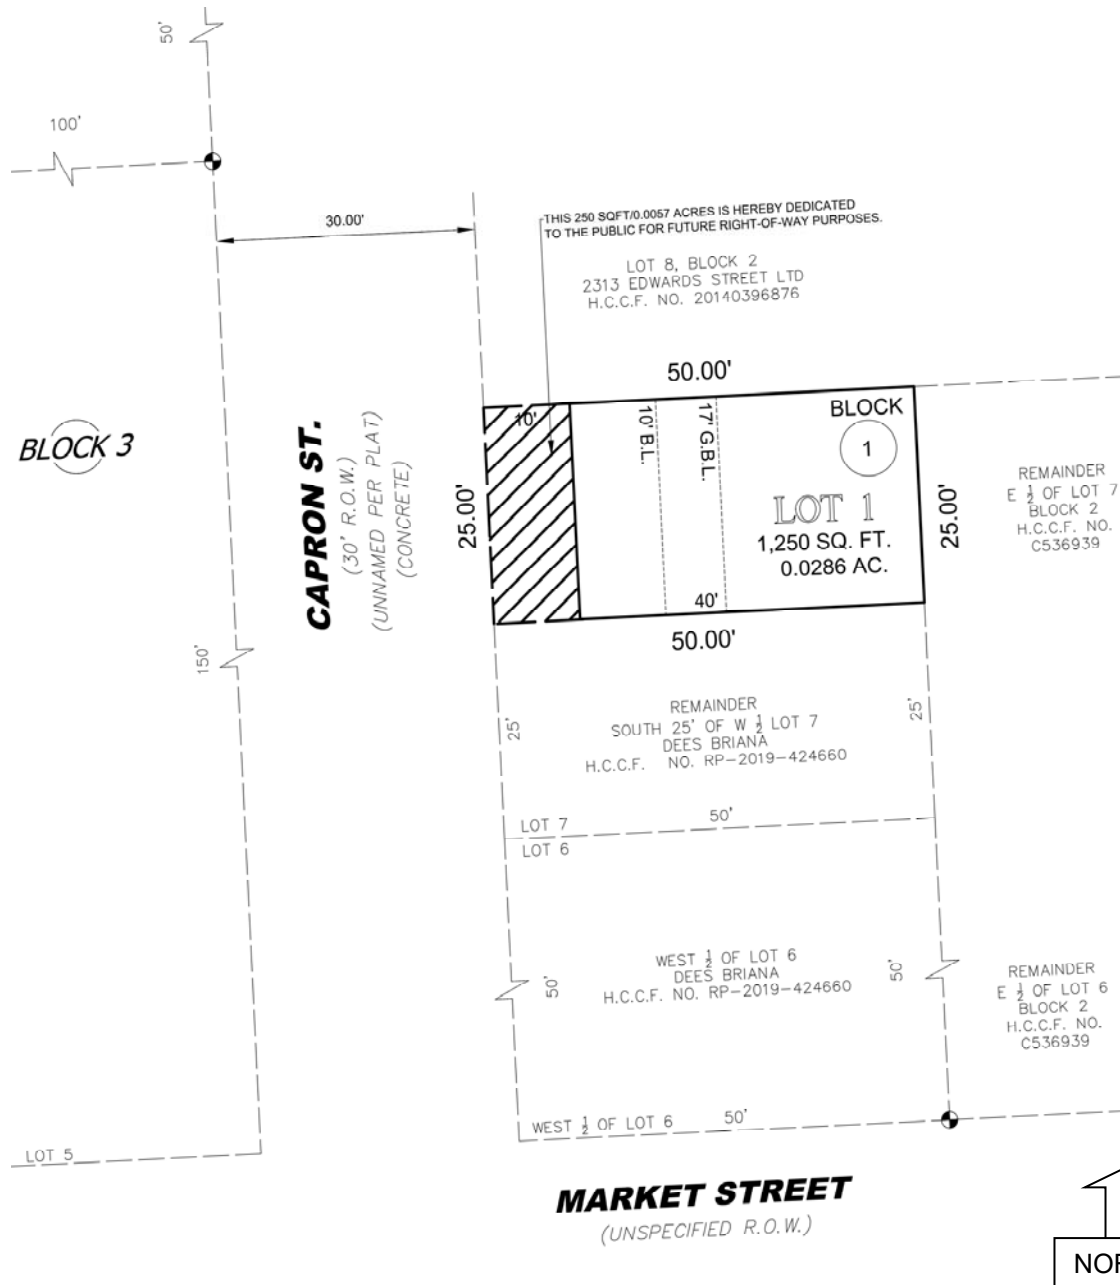 50'
100'
30.00'
THIS 250 SQFT/0.0057 ACRES IS HEREBY DEDICATED
TO THE PUBLIC FOR FUTURE RIGHT-OF-WAY PURPOSES.
LOT 8, BLOCK 2
2313 EDWARDS STREET LTD
H.C.C.F. NO. 20140396876
50.00'
BLOCK 3
CAPRON ST.
(30' R.O.W.)
(UNNAMED PER PLAT)
(CONCRETE)
25.00'
10'
10' B.L.
17' G.B.L.
BLOCK
1
LOT 1
1,250 SQ. FT.
0.0286 AC.
40'
25.00'
50.00'
REMAINDER
E 1/2 OF LOT 7
BLOCK 2
H.C.C.F. NO.
C536939
150'
25'
REMAINDER
SOUTH 25' OF W 1/2 LOT 7
DEES BRIANA
H.C.C.F. NO. RP-2019-424660
25'
LOT 7
50'
LOT 6
50'
WEST 1/2 OF LOT 6
DEES BRIANA
H.C.C.F. NO. RP-2019-424660
50'
REMAINDER
E 1/2 OF LOT 6
BLOCK 2
H.C.C.F. NO.
C536939
WEST 1/2 OF LOT 6
50'
LOT 5
MARKET STREET
(UNSPECIFIED R.O.W.)